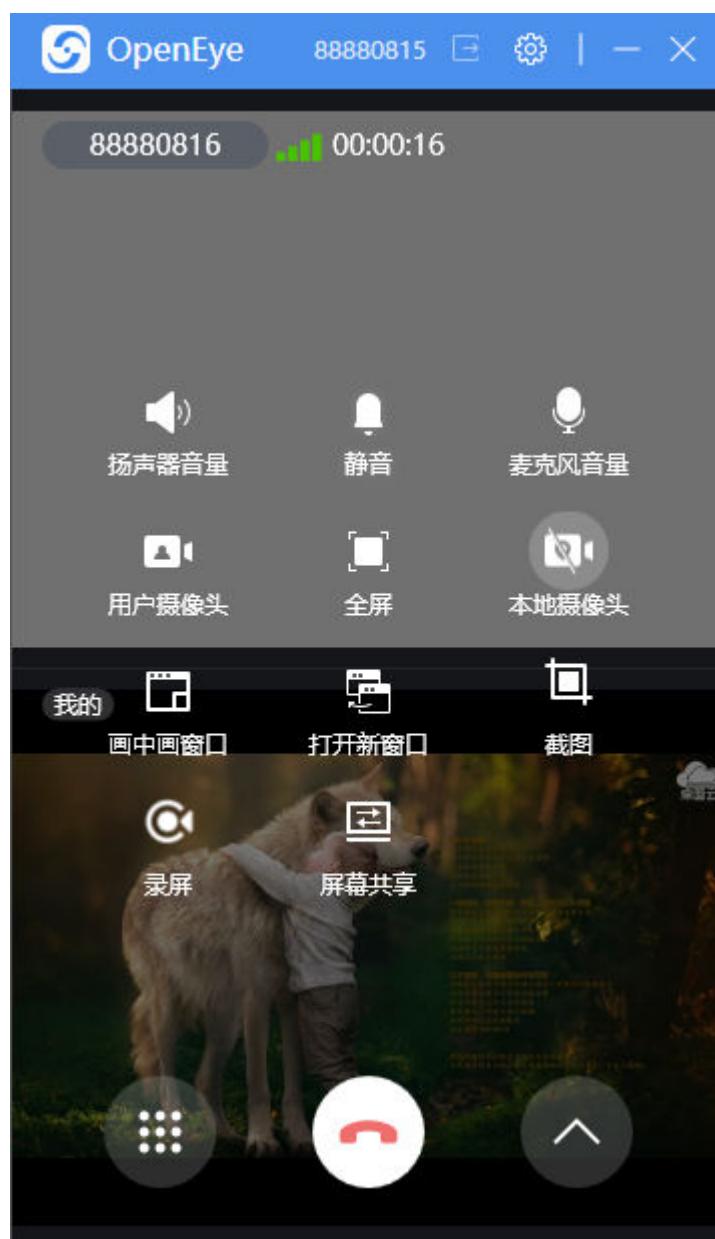 OpenEye 88880815
88880816 00:00:16
扬声器音量 静音 麦克风音量
用户摄像头 全屏 本地摄像头
我的
画中画窗口 打开新窗口 截图
录屏 屏幕共享